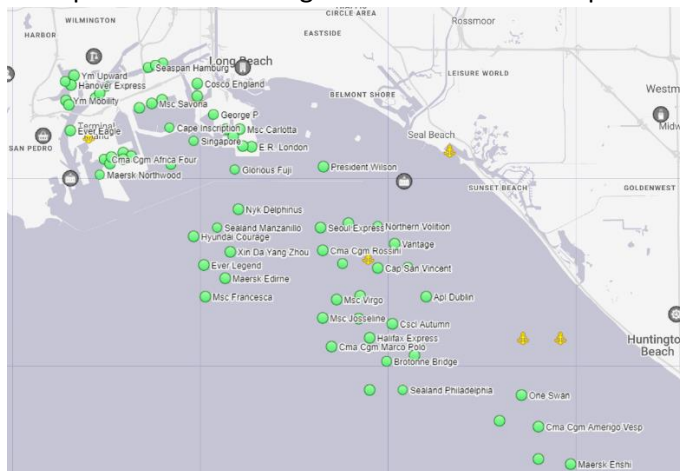 CIRCLE AREA
WILMINGTON
Rossmoor
HARBOR
EASTSIDE
Long Beach
Ym Upward
Seaspan Hamburg
LEISURE WORLD
Hanover Express
Cosco England
Westm
Ym Mobility
Msc Savona
BELMONT SHORE
George P
Midw
Ever Eagle
Terminal
Cape Inscription
Msc Carlotta
Seal Beach
SAN PEDRO
Singapore
E.R. London
Cma Cgm Africa Four
President Wilson
Maersk Northwood
Glorious Fuji
SUNSET BEACH
GOLDENWEST
Nyk Delphinus
Sealand Manzanillo
Seoul Express
Northern Volition
Hyundai Courage
Vantage
Xin Da Yang Zhou
Cma Cgm Rossini
Ever Legend
Cap San Vincent
Maersk Edirne
Msc Francesca
Msc Virgo
Apl Dublin
Msc Josseline
Cscl Autumn
Halifax Express
Huntington
Beach
Cma Cgm Marco Polo
Brotonne Bridge
Sealand Philadelphia
One Swan
Cma Cgm Amerigo Vesp
Maersk Enshi